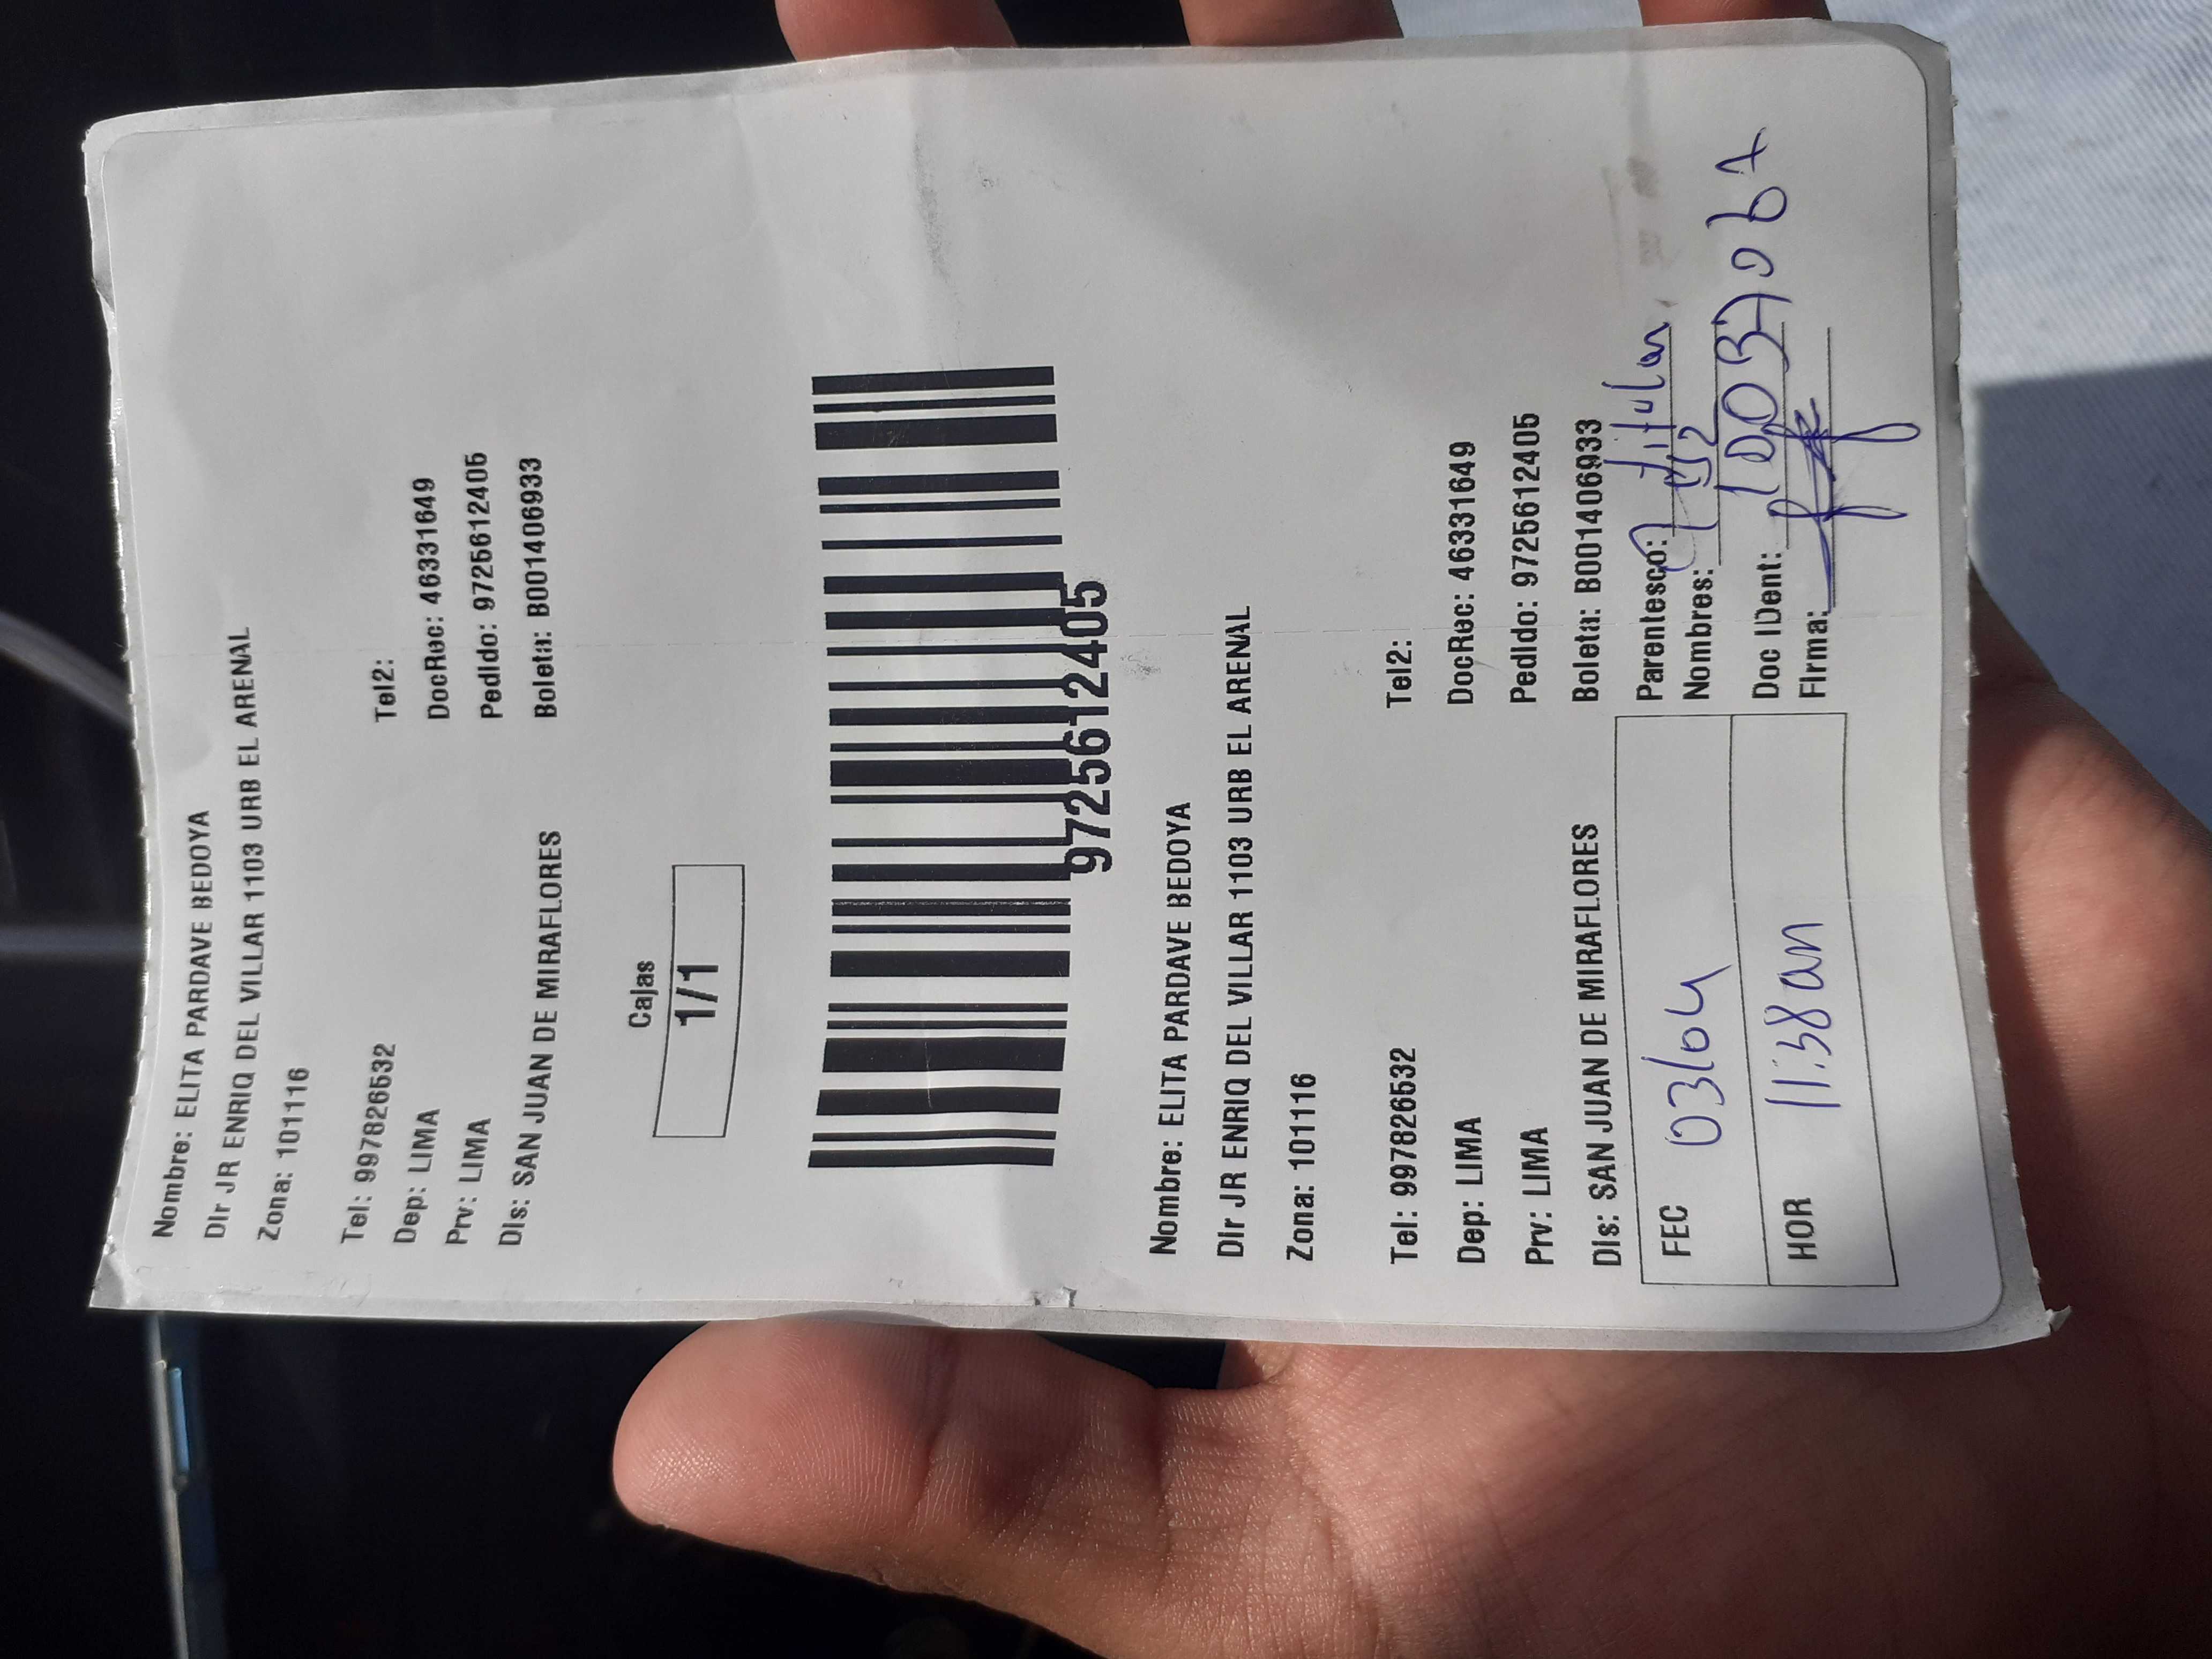 Nombre: ELITA PARDAVE BEDOYA
Dir JR ENRIQ DEL VILLAR 1103 URB EL ARENAL
Zona: 101116
Tel: 997826532 Tel2:
Dep: LIMA DocRec: 46331649
Prv: LIMA Pedido: 9725612405
Dis: SAN JUAN DE MIRAFLORES Boleta: B001406933
Cajas
1/1
9725612405
Nombre: ELITA PARDAVE BEDOYA
Dir JR ENRIQ DEL VILLAR 1103 URB EL ARENAL
Zona: 101116
Tel: 997826532 Tel2:
Dep: LIMA DocRec: 46331649
Prv: LIMA Pedido: 9725612405
Dis: SAN JUAN DE MIRAFLORES Boleta: B001406933
FEC 03/04 Parentesco: titular
Nombres:
HOR 11:38 am Doc IDent:
Firma: